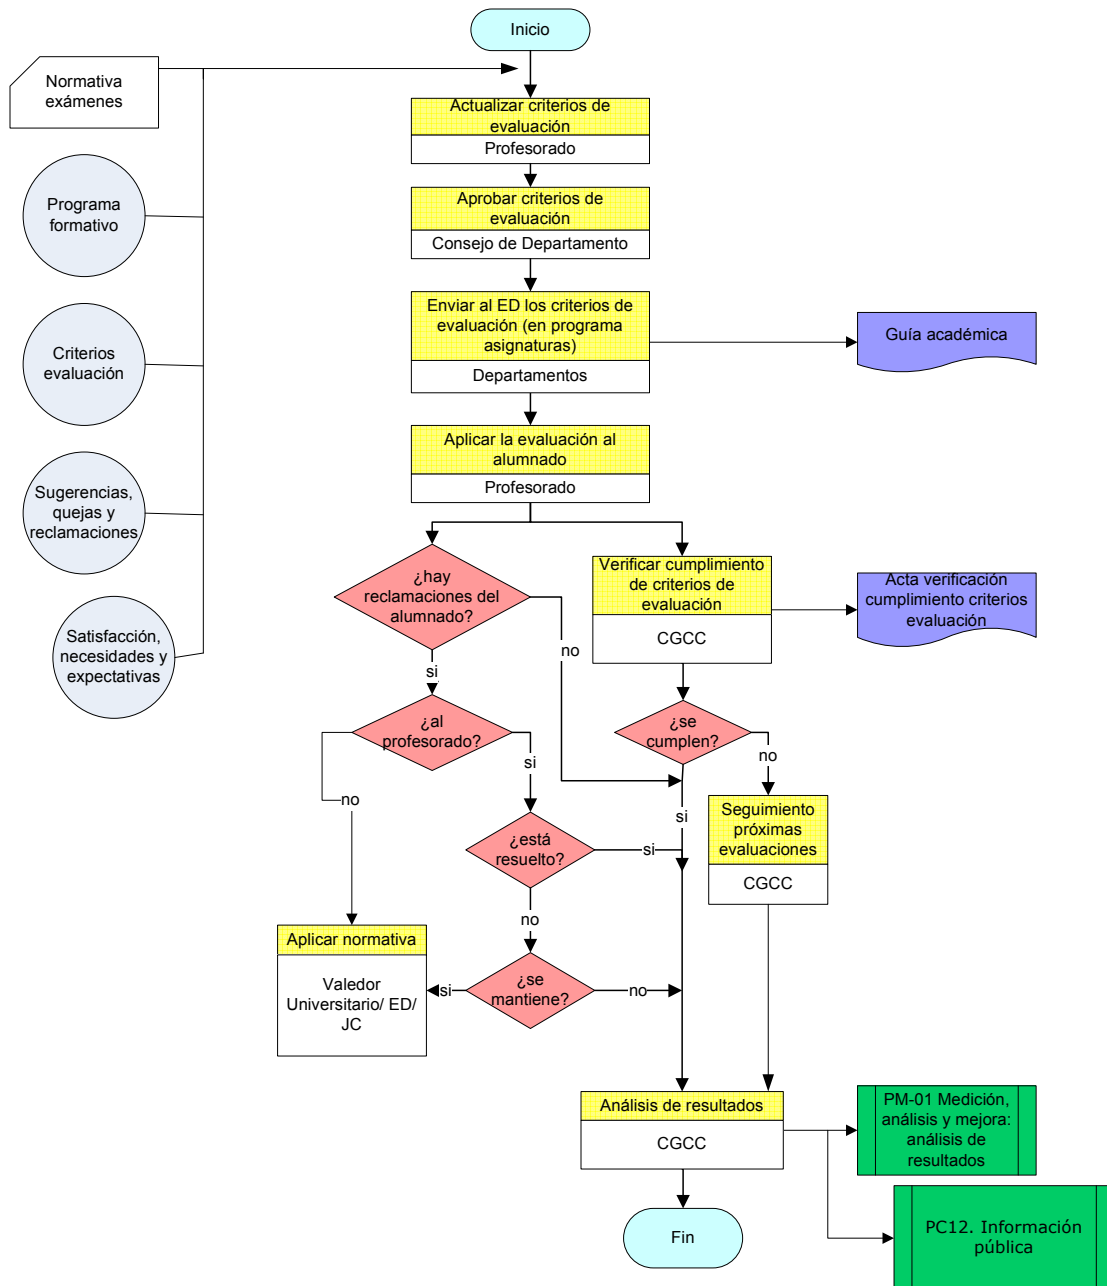 Inicio
Normativa
exámenes
Actualizar criterios de
evaluación
Profesorado
Programa
formativo
Aprobar criterios de
evaluación
Consejo de Departamento
Enviar al ED los criterios de
evaluación (en programa
asignaturas)
Departamentos
Guía académica
Criterios
evaluación
Aplicar la evaluación al
alumnado
Profesorado
Sugerencias,
quejas y
reclamaciones
¿hay
reclamaciones del
alumnado?
Verificar cumplimiento
de criterios de
evaluación
CGCC
Acta verificación
cumplimiento criterios
evaluación
Satisfacción,
necesidades y
expectativas
no
si
¿al
profesorado?
¿se
cumplen?
no
si
no
si
Seguimiento
próximas
evaluaciones
CGCC
¿está
resuelto?
si
no
Aplicar normativa
Valedor
Universitario/ ED/
JC
¿se
mantiene?
si
no
Análisis de resultados
CGCC
PM-01 Medición,
análisis y mejora:
análisis de
resultados
PC12. Información
pública
Fin